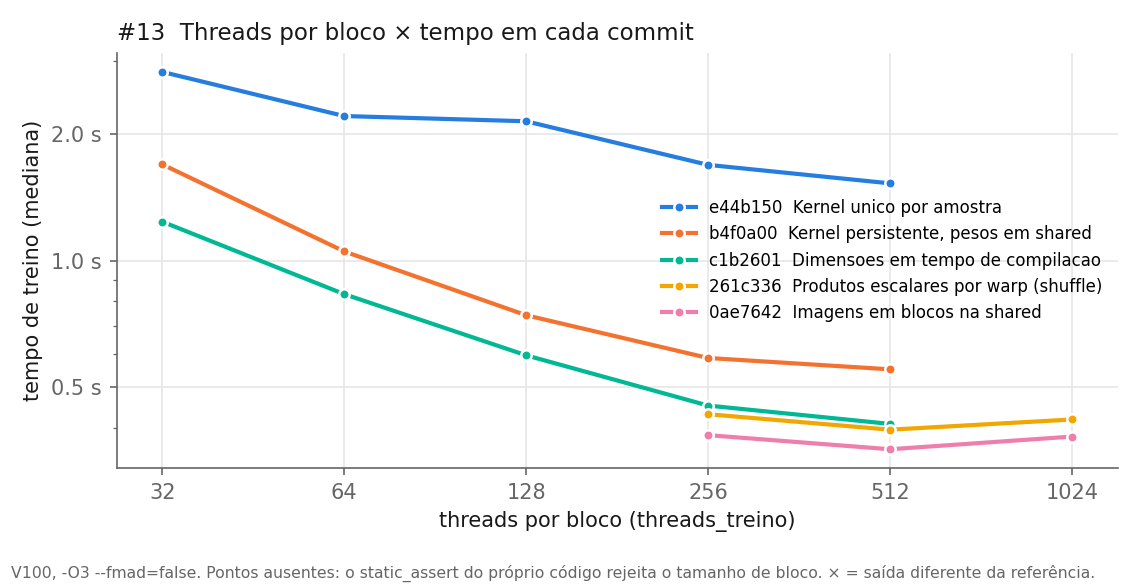 #13  Threads por bloco × tempo em cada commit
tempo de treino (mediana)
2.0 s
1.0 s
0.5 s
e44b150  Kernel unico por amostra
b4f0a00  Kernel persistente, pesos em shared
c1b2601  Dimensoes em tempo de compilacao
261c336  Produtos escalares por warp (shuffle)
0ae7642  Imagens em blocos na shared
32 64 128 256 512 1024
threads por bloco (threads_treino)
V100, -O3 --fmad=false. Pontos ausentes: o static_assert do próprio código rejeita o tamanho de bloco. × = saída diferente da referência.